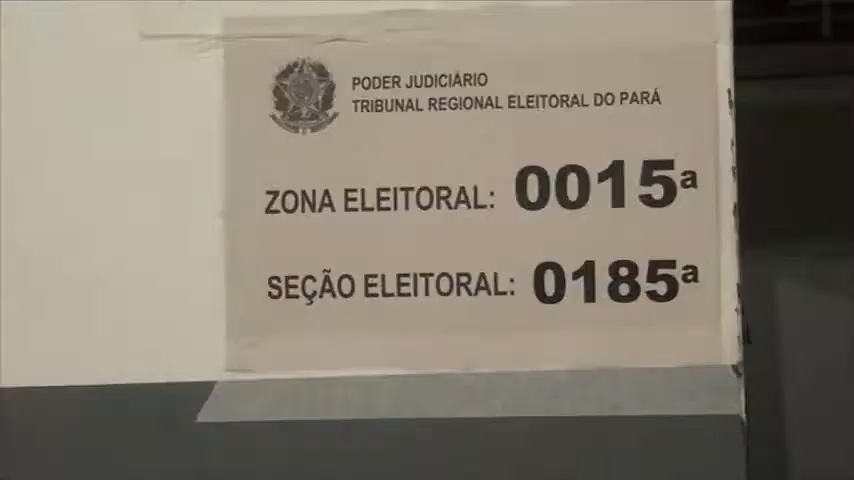 PODER JUDICIÁRIO
TRIBUNAL REGIONAL ELEITORAL DO PARÁ
ZONA ELEITORAL: 0015ª
SEÇÃO ELEITORAL: 0185ª